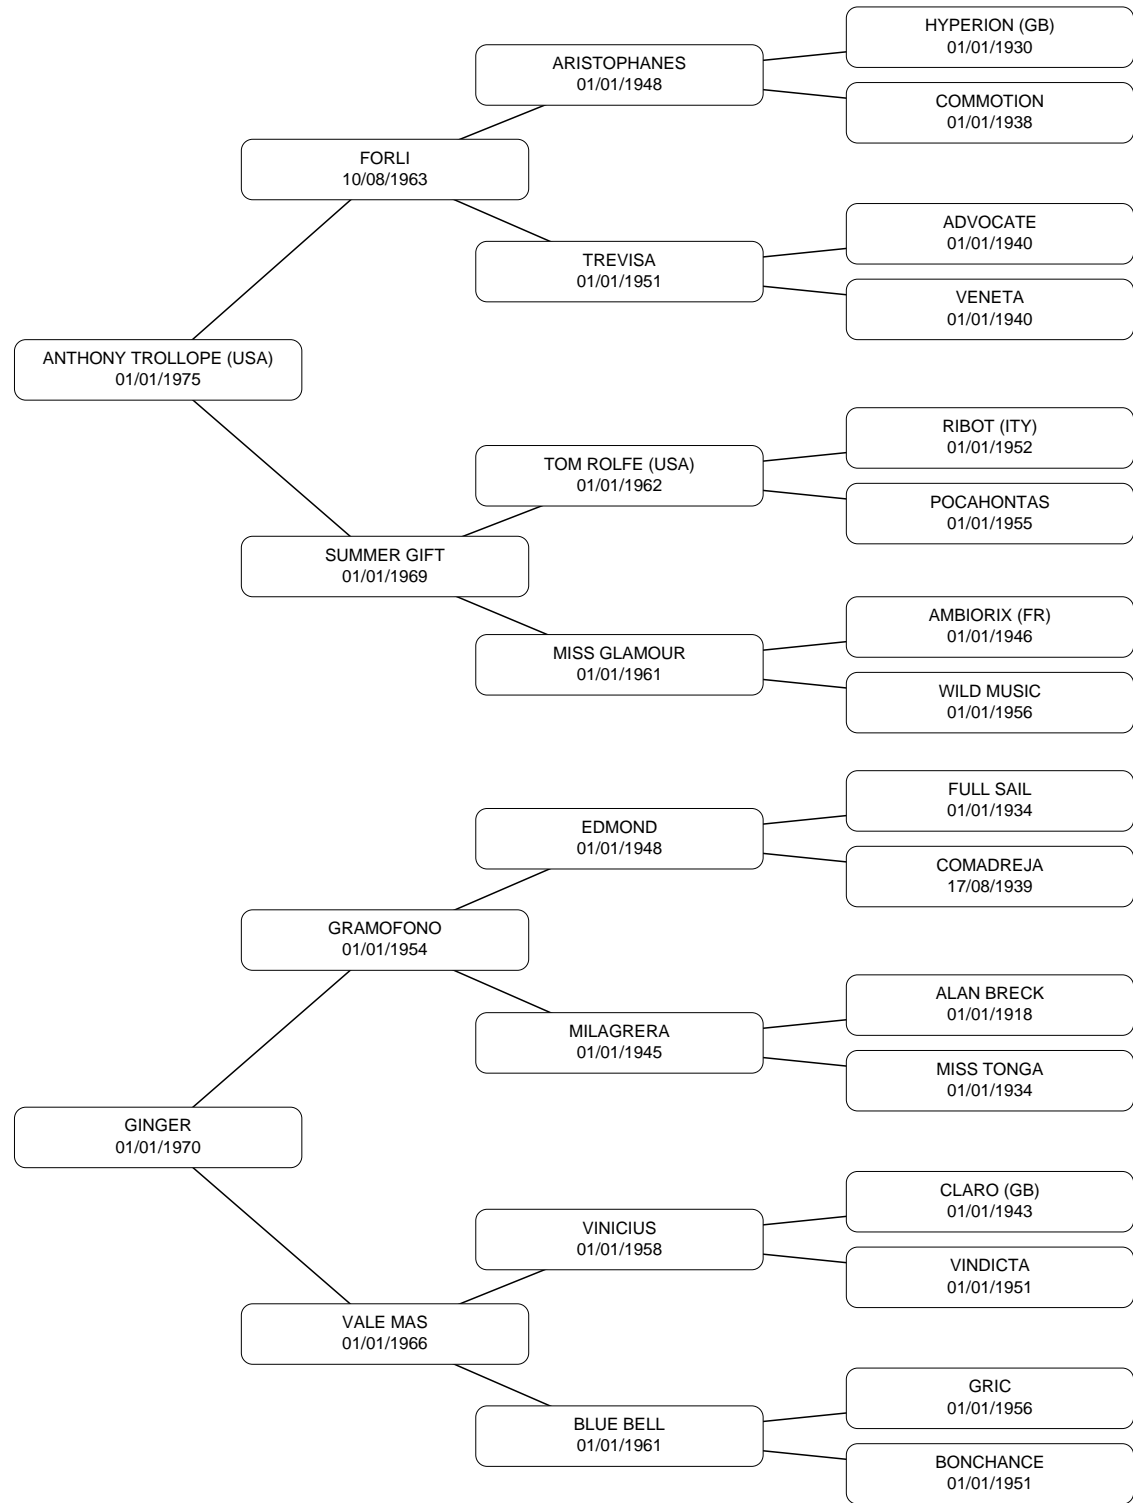 HYPERION (GB)
01/01/1930
ARISTOPHANES
01/01/1948
COMMOTION
01/01/1938
FORLI
10/08/1963
ADVOCATE
01/01/1940
TREVISA
01/01/1951
VENETA
01/01/1940
ANTHONY TROLLOPE (USA)
01/01/1975
RIBOT (ITY)
01/01/1952
TOM ROLFE (USA)
01/01/1962
POCAHONTAS
01/01/1955
SUMMER GIFT
01/01/1969
AMBIORIX (FR)
01/01/1946
MISS GLAMOUR
01/01/1961
WILD MUSIC
01/01/1956
FULL SAIL
01/01/1934
EDMOND
01/01/1948
COMADREJA
17/08/1939
GRAMOFONO
01/01/1954
ALAN BRECK
01/01/1918
MILAGRERA
01/01/1945
MISS TONGA
01/01/1934
GINGER
01/01/1970
CLARO (GB)
01/01/1943
VINICIUS
01/01/1958
VINDICTA
01/01/1951
VALE MAS
01/01/1966
GRIC
01/01/1956
BLUE BELL
01/01/1961
BONCHANCE
01/01/1951